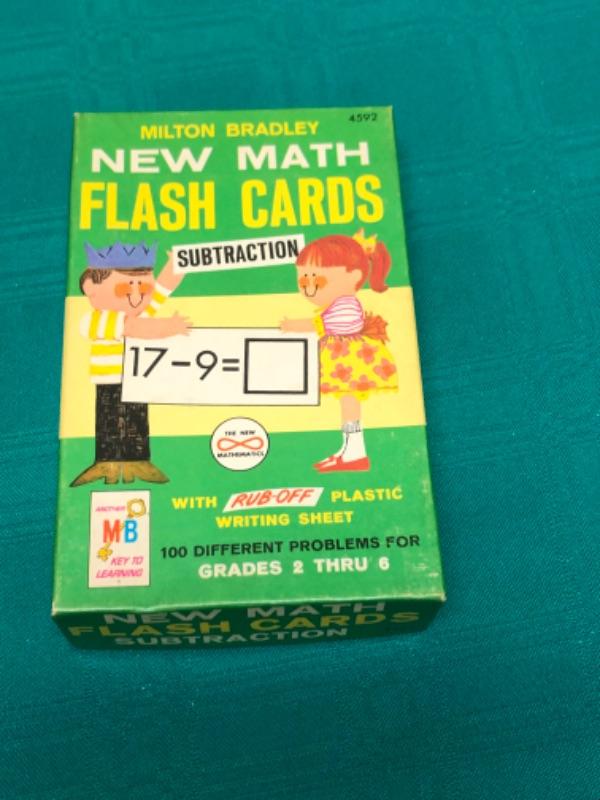 4592
MILTON BRADLEY
NEW MATH
FLASH CARDS
SUBTRACTION
17-9=
THE NEW
MATHEMATICS
WITH RUB-OFF PLASTIC
WRITING SHEET
ANOTHER
MB
KEY TO
LEARNING
100 DIFFERENT PROBLEMS FOR
GRADES 2 THRU 6
NEW MATH
FLASH CARDS
SUBTRACTION